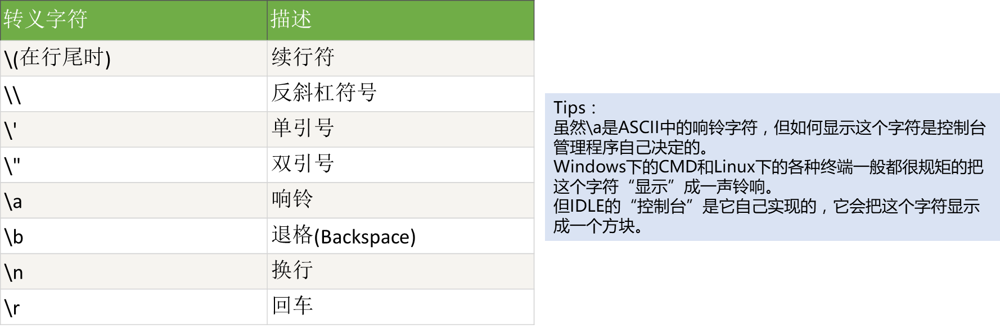 转义字符 描述
\(在行尾时) 续行符
\\ 反斜杠符号
\' 单引号
\" 双引号
\a 响铃
\b 退格(Backspace)
\n 换行
\r 回车
Tips：
虽然\a是ASCII中的响铃字符，但如何显示这个字符是控制台
管理程序自己决定的。
Windows下的CMD和Linux下的各种终端一般都很规矩的把
这个字符“显示”成一声铃响。
但IDLE的“控制台”是它自己实现的，它会把这个字符显示
成一个方块。